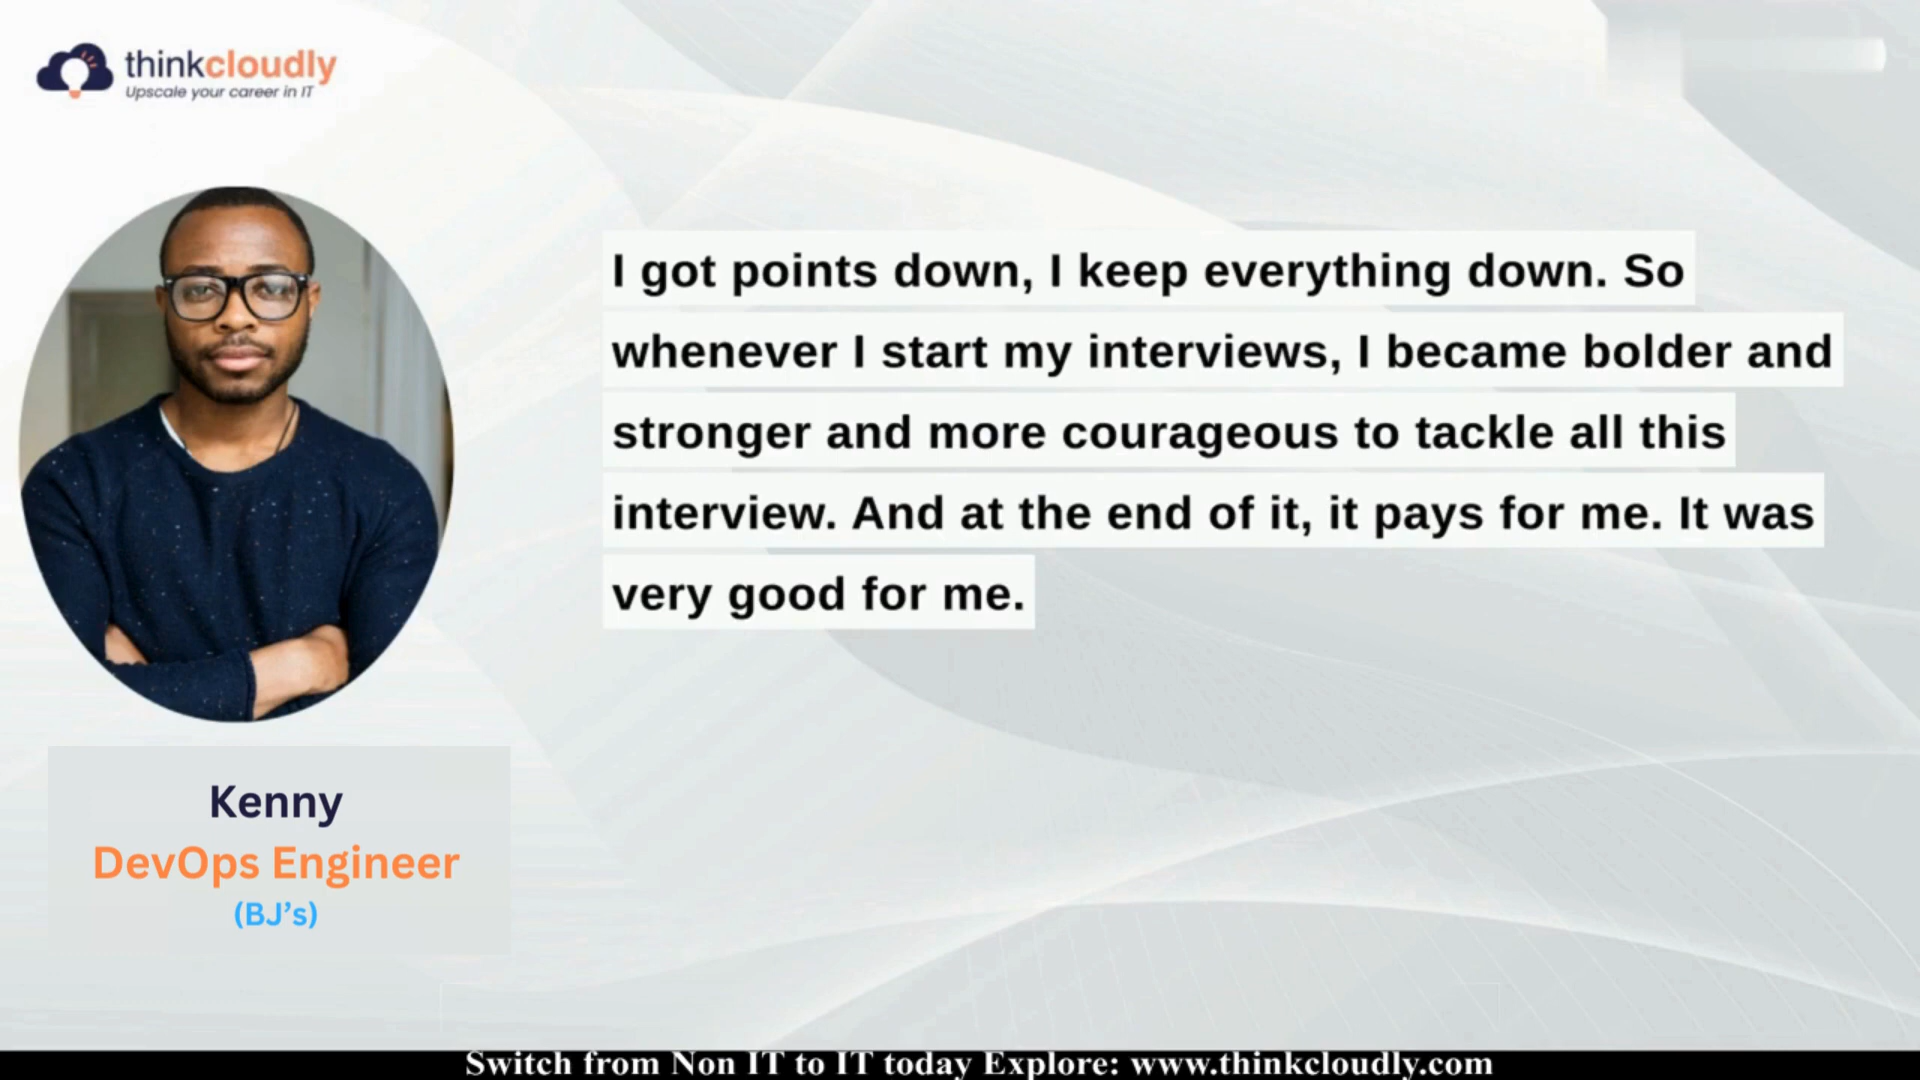 thinkcloudly
Upscale your career in IT
I got points down, I keep everything down. So
whenever I start my interviews, I became bolder and
stronger and more courageous to tackle all this
interview. And at the end of it, it pays for me. It was
very good for me.
Kenny
DevOps Engineer
(BJ’s)
Switch from Non IT to IT today Explore: www.thinkcloudly.com